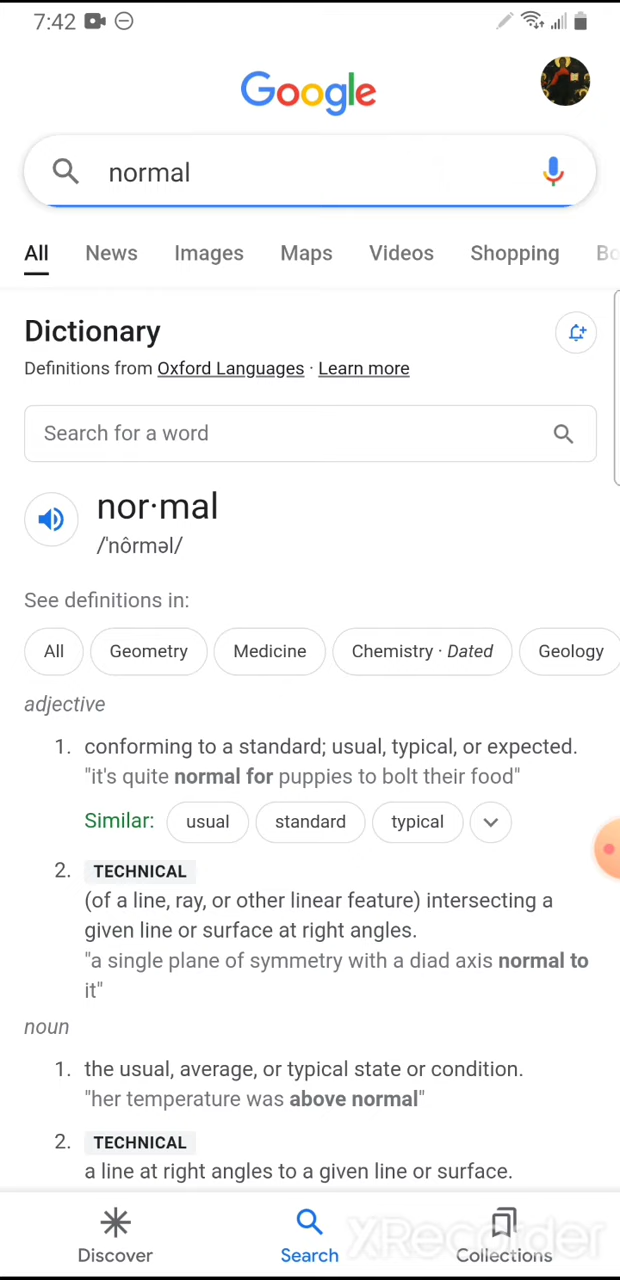 7:42
Google
normal
All News Images Maps Videos Shopping Bo
Dictionary
Definitions from Oxford Languages · Learn more
Search for a word
nor·mal
/ˈnôrməl/
See definitions in:
All Geometry Medicine Chemistry · Dated Geology
adjective
1. conforming to a standard; usual, typical, or expected.
"it's quite normal for puppies to bolt their food"
Similar: usual standard typical
2. TECHNICAL
(of a line, ray, or other linear feature) intersecting a
given line or surface at right angles.
"a single plane of symmetry with a diad axis normal to
it"
noun
1. the usual, average, or typical state or condition.
"her temperature was above normal"
2. TECHNICAL
a line at right angles to a given line or surface.
Discover Search Collections
XRecorder